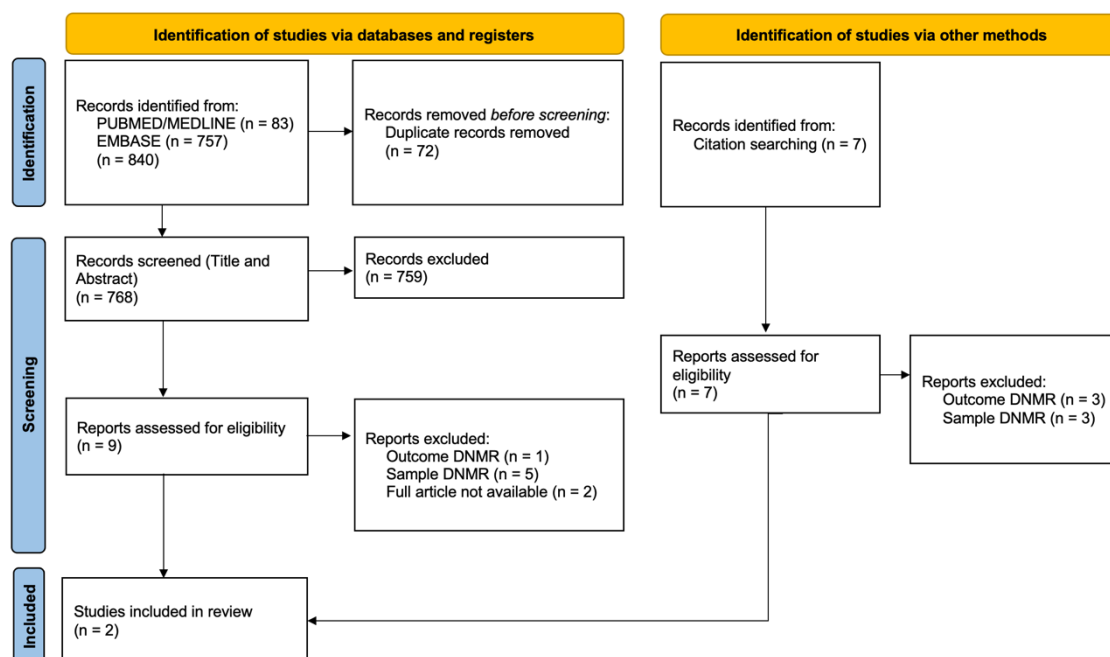 Identification of studies via databases and registers
Identification of studies via other methods
Identification
Records identified from:
PUBMED/MEDLINE (n = 83)
EMBASE (n = 757)
(n = 840)
Records removed before screening:
Duplicate records removed
(n = 72)
Records identified from:
Citation searching (n = 7)
Screening
Records screened (Title and
Abstract)
(n = 768)
Records excluded
(n = 759)
Reports assessed for
eligibility
(n = 7)
Reports excluded:
Outcome DNMR (n = 3)
Sample DNMR (n = 3)
Reports assessed for eligibility
(n = 9)
Reports excluded:
Outcome DNMR (n = 1)
Sample DNMR (n = 5)
Full article not available (n = 2)
Included
Studies included in review
(n = 2)